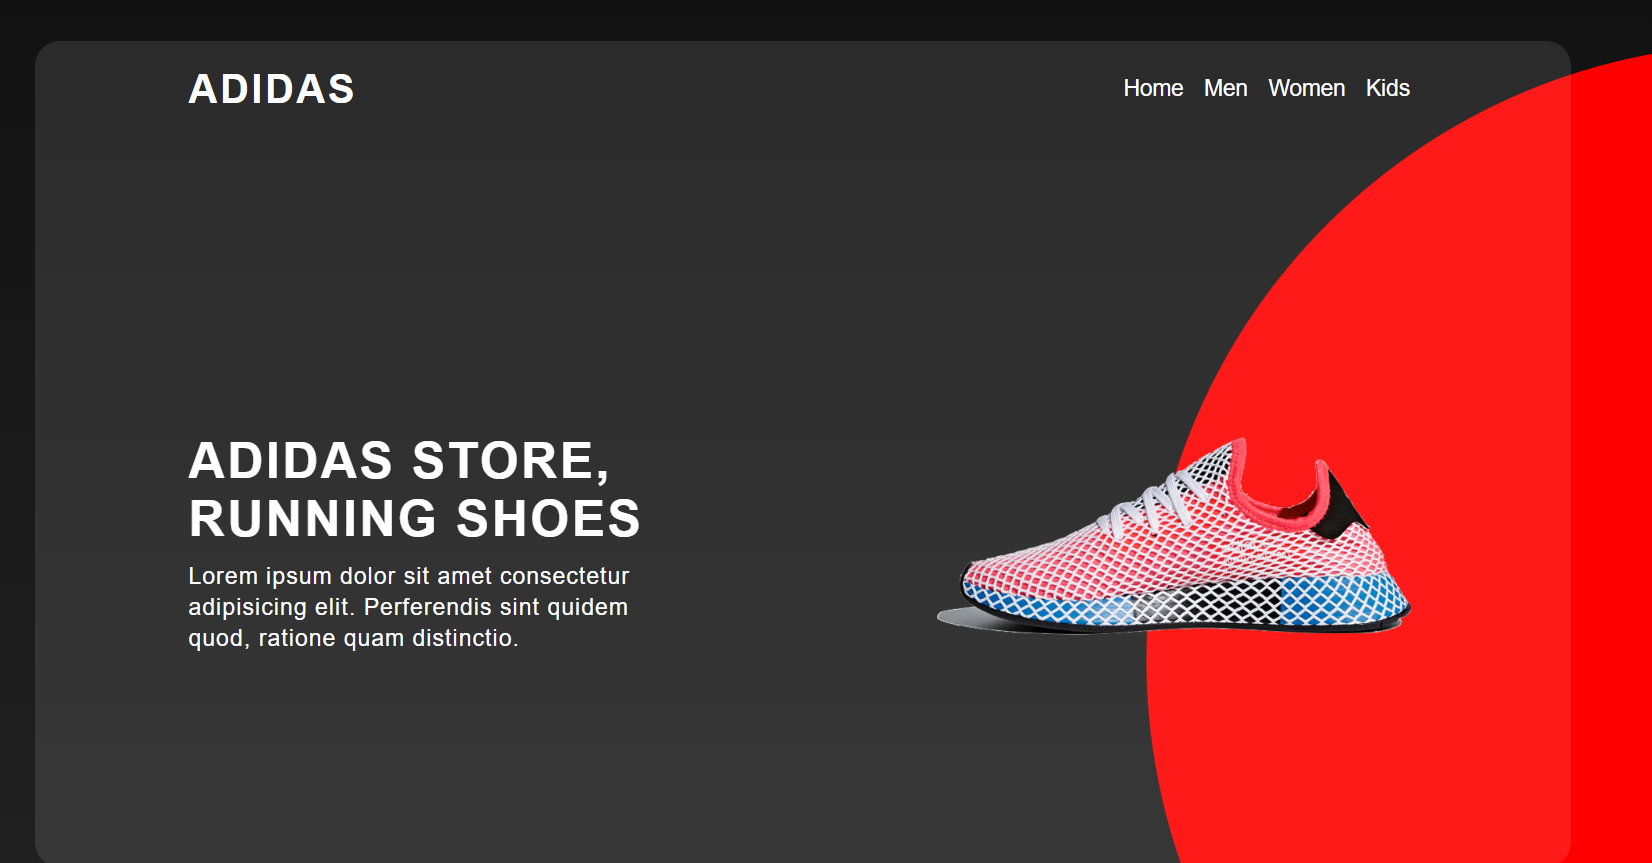 ADIDAS
Home Men Women Kids
ADIDAS STORE,
RUNNING SHOES
Lorem ipsum dolor sit amet consectetur
adipisicing elit. Perferendis sint quidem
quod, ratione quam distinctio.